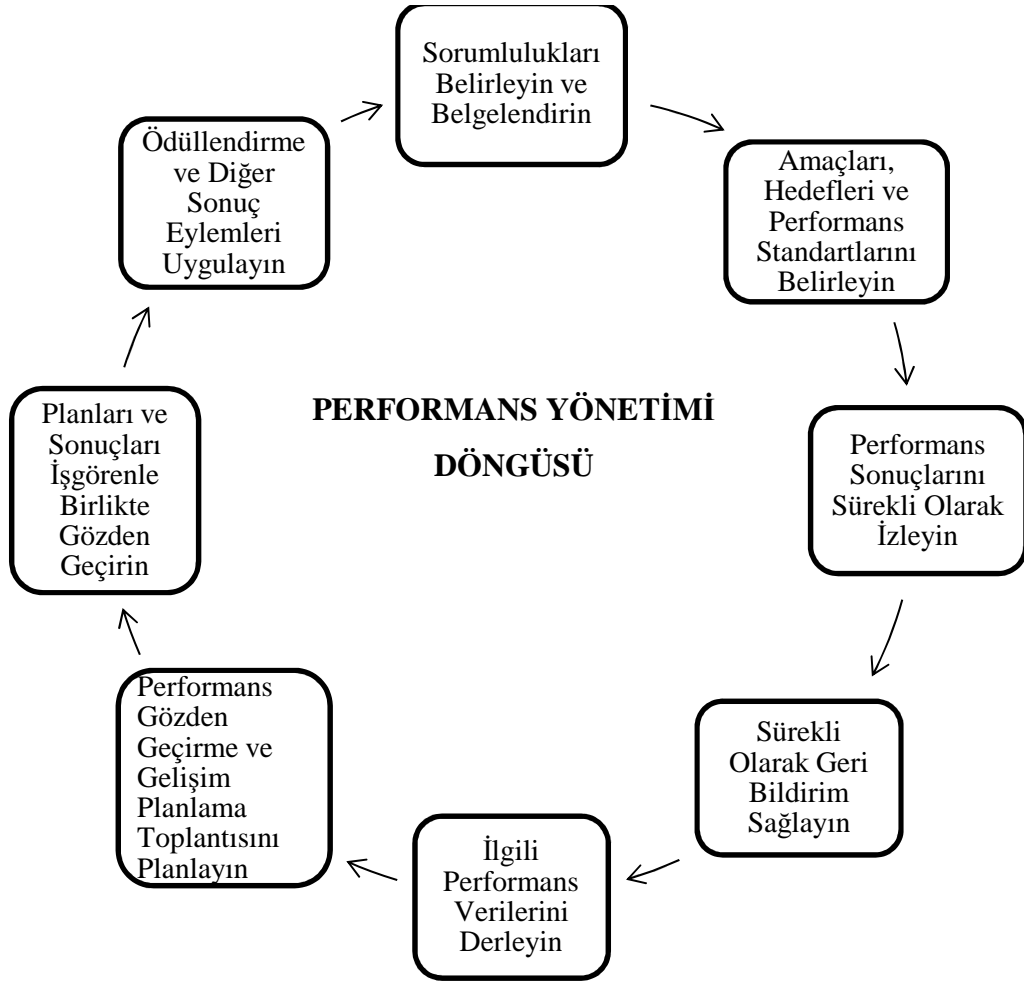 Sorumlulukları
Belirleyin ve
Belgelendirin
Amaçları,
Hedefleri ve
Performans
Standartlarını
Belirleyin
Performans
Sonuçlarını
Sürekli Olarak
İzleyin
Sürekli
Olarak Geri
Bildirim
Sağlayın
İlgili
Performans
Verilerini
Derleyin
Performans
Gözden
Geçirme ve
Gelişim
Planlama
Toplantısını
Planlayın
Planları ve
Sonuçları
İşgörenle
Birlikte
Gözden
Geçirin
Ödüllendirme
ve Diğer
Sonuç
Eylemleri
Uygulayın
PERFORMANS YÖNETİMİ
DÖNGÜSÜ